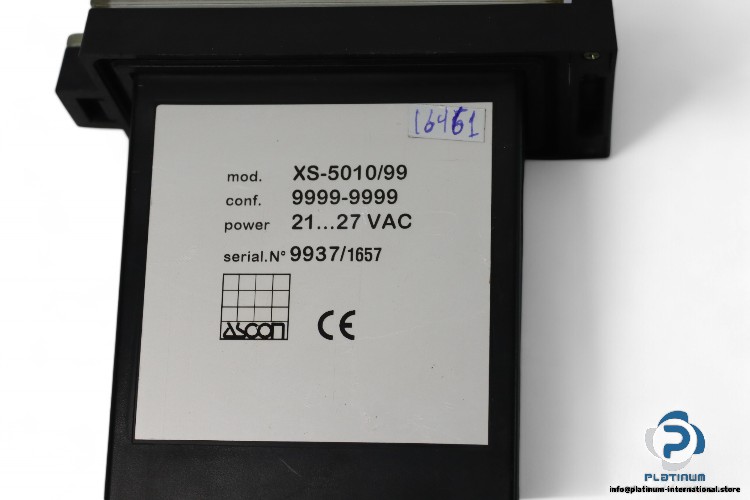 16461
mod. XS-5010/99
conf. 9999-9999
power 21...27 VAC
serial.N° 9937/1657
ASCON
CE
PLATINUM
info@platinum-international.store